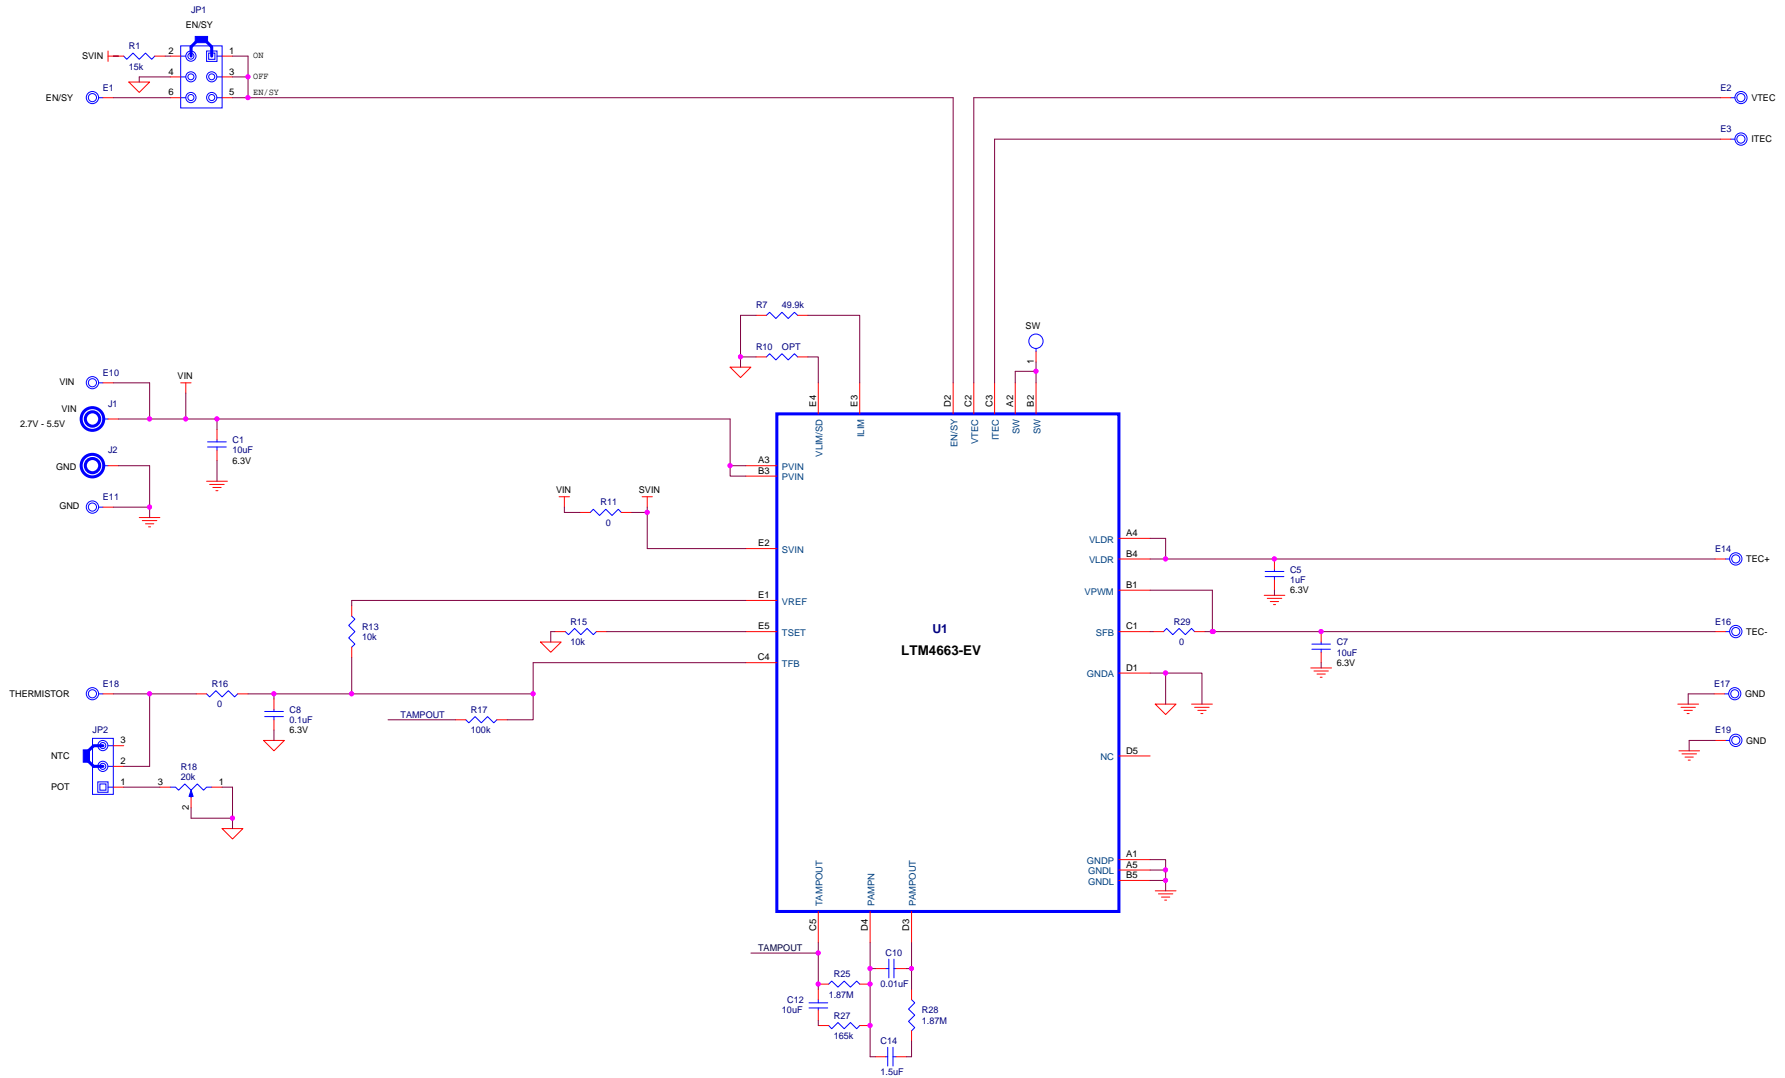 JP1
EN/SY
SVIN
R1
15k
2
1
ON
4
3
OFF
EN/SY
E1
6
5
EN/SY
E2
VTEC
E3
ITEC
R7
49.9k
R10
OPT
SW
1
VIN
E10
VIN
VIN
J1
2.7V - 5.5V
C1
10uF
6.3V
GND
J2
GND
E11
E4
E3
D2
C2
C3
A2
B2
VLIM/SD
ILIM
EN/SY
VTEC
ITEC
SW
SW
A3
PVIN
B3
PVIN
VIN
R11
0
SVIN
E2
SVIN
E1
VREF
R13
10k
R15
10k
E5
TSET
C4
TFB
U1
LTM4663-EV
VLDR
A4
VLDR
B4
C5
1uF
6.3V
E14
TEC+
VPWM
B1
SFB
C1
R29
0
C7
10uF
6.3V
E16
TEC-
GNDA
D1
E17
GND
E19
GND
NC
D5
THERMISTOR
E18
R16
0
C8
0.1uF
6.3V
TAMPOUT
R17
100k
JP2
NTC
3
2
POT
1
R18
20k
3
1
2
GNDP
A1
GNDL
A5
GNDL
B5
TAMPOUT
PAMPN
PAMPOUT
C5
D4
D3
TAMPOUT
C10
0.01uF
R25
1.87M
C12
10uF
R27
165k
R28
1.87M
C14
1.5uF